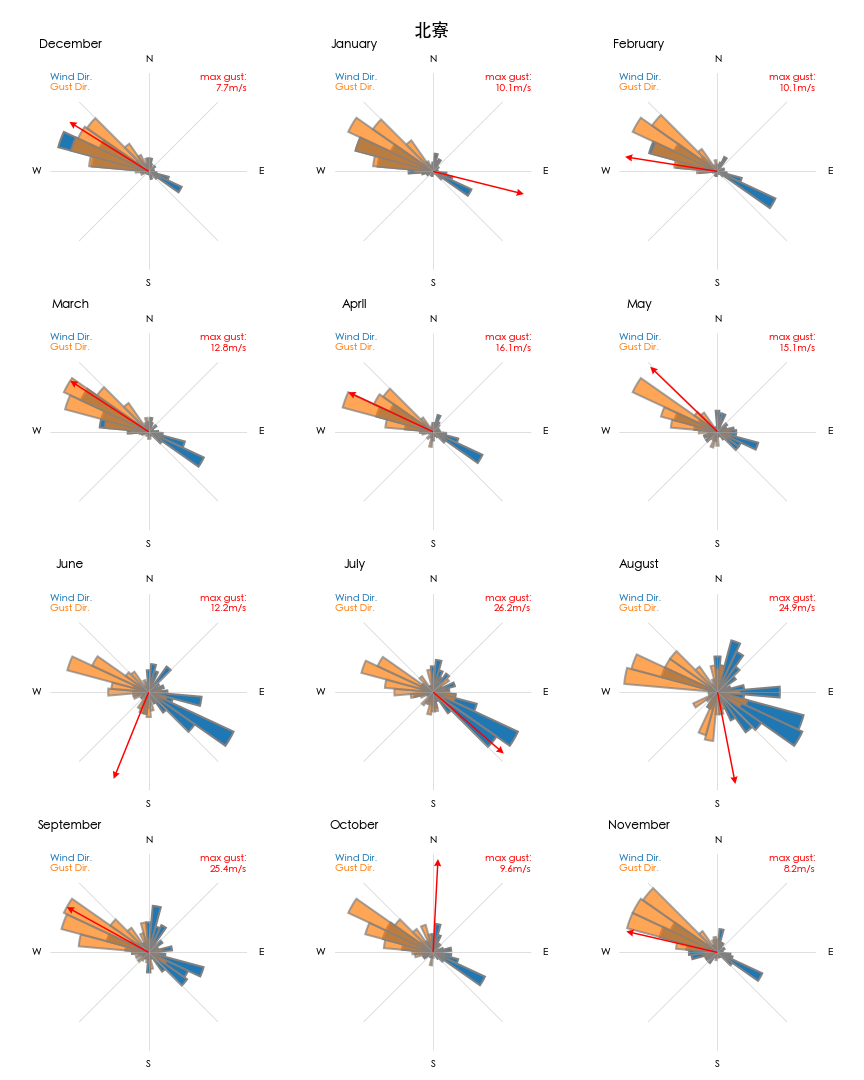 北寮
December
N
Wind Dir.
Gust Dir.
max gust:
7.7m/s
W
E
S
January
N
Wind Dir.
Gust Dir.
max gust:
10.1m/s
W
E
S
February
N
Wind Dir.
Gust Dir.
max gust:
10.1m/s
W
E
S
March
N
Wind Dir.
Gust Dir.
max gust:
12.8m/s
W
E
S
April
N
Wind Dir.
Gust Dir.
max gust:
16.1m/s
W
E
S
May
N
Wind Dir.
Gust Dir.
max gust:
15.1m/s
W
E
S
June
N
Wind Dir.
Gust Dir.
max gust:
12.2m/s
W
E
S
July
N
Wind Dir.
Gust Dir.
max gust:
26.2m/s
W
E
S
August
N
Wind Dir.
Gust Dir.
max gust:
24.9m/s
W
E
S
September
N
Wind Dir.
Gust Dir.
max gust:
25.4m/s
W
E
S
October
N
Wind Dir.
Gust Dir.
max gust:
9.6m/s
W
E
S
November
N
Wind Dir.
Gust Dir.
max gust:
8.2m/s
W
E
S